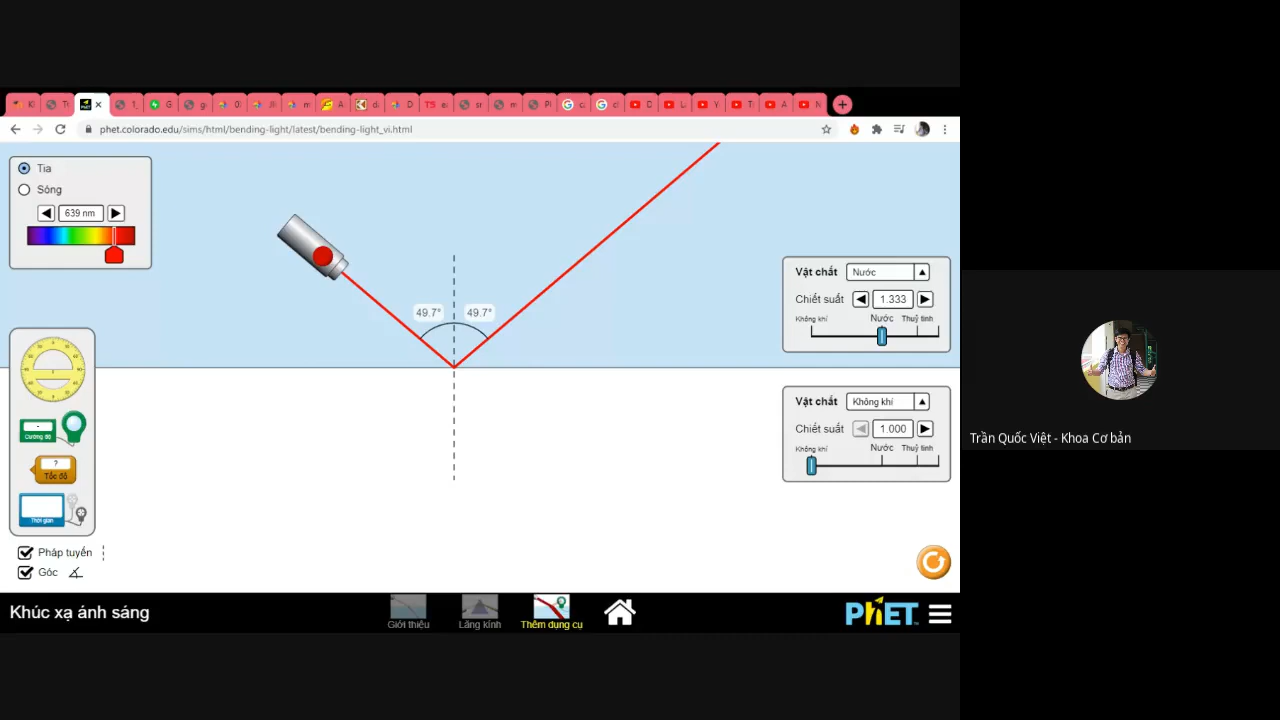 phet.colorado.edu/sims/html/bending-light/latest/bending-light_vi.html
Tia
Sóng
639 nm
49.7°
49.7°
Vật chất
Nước
Chiết suất
1.333
Không khí
Nước
Thuỷ tinh
Vật chất
Không khí
Chiết suất
1.000
Không khí
Nước
Thuỷ tinh
-
Cường độ
?
Tốc độ
Thời gian
Pháp tuyến
Góc
Khúc xạ ánh sáng
Giới thiệu
Lăng kính
Thêm dụng cụ
PhET
Trần Quốc Việt - Khoa Cơ bản